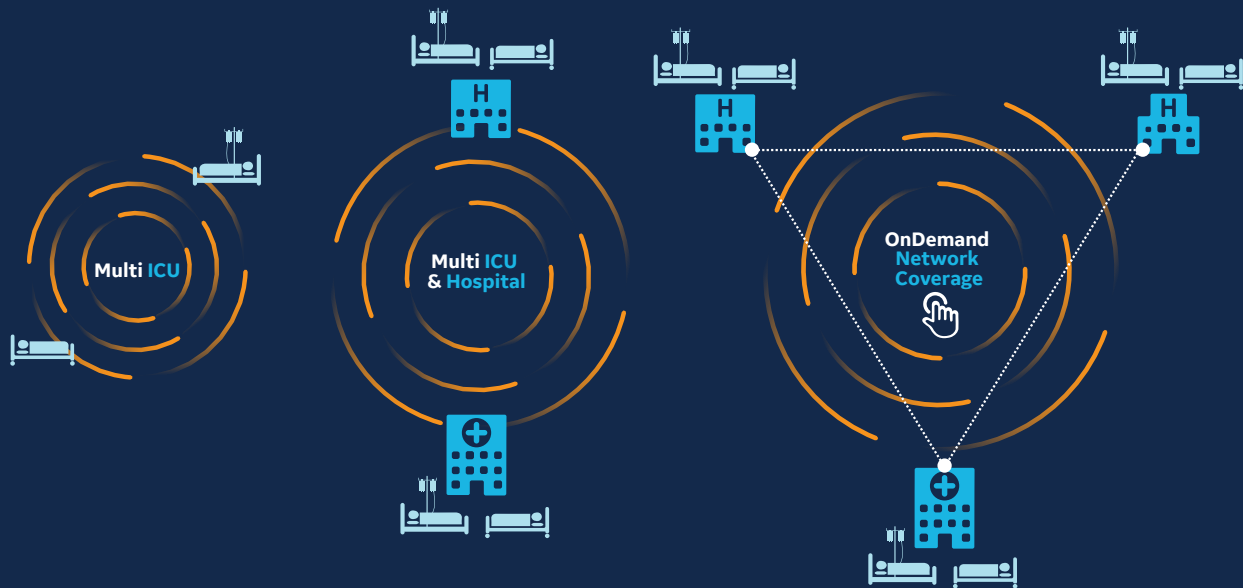 H
H
H
Multi ICU
Multi ICU
& Hospital
OnDemand
Network
Coverage